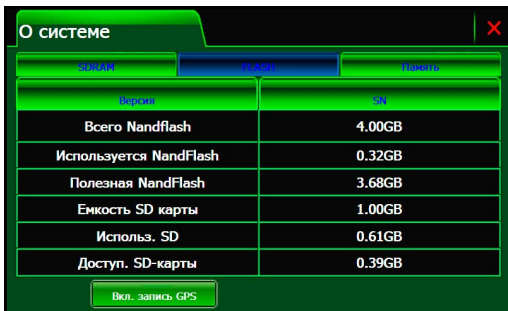 О системе
SDRAM FLASH Память
Версия SN
Всего Nandflash 4.00GB
Используется NandFlash 0.32GB
Полезная NandFlash 3.68GB
Емкость SD карты 1.00GB
Использ. SD 0.61GB
Доступ. SD-карты 0.39GB
Вкл. запись GPS